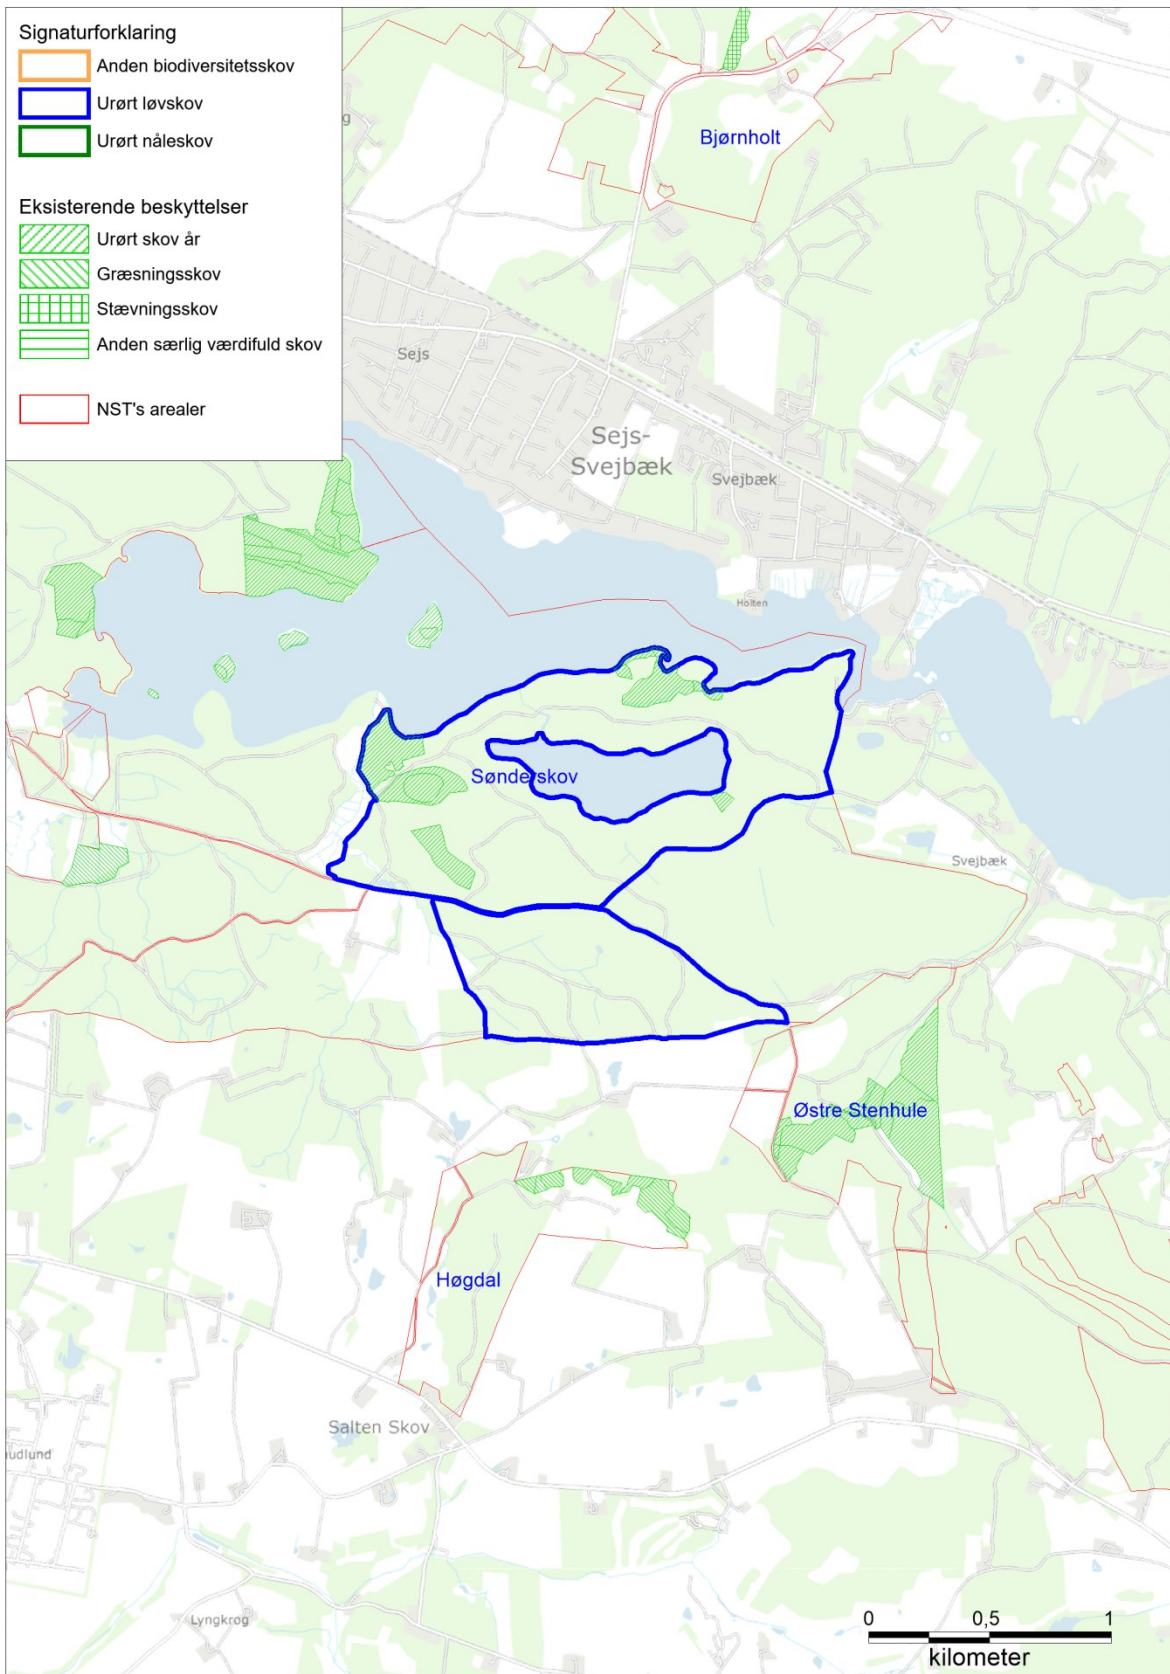 Signaturforklaring
Anden biodiversitetsskov
Urørt løvskov
Urørt nåleskov
Eksisterende beskyttelser
Urørt skov år
Græsningsskov
Stævningsskov
Anden særlig værdifuld skov
NST's arealer
Bjørnholt
Sejs
Sejs-
Svejbæk
Svejbæk
Holten
Sønderskov
Svejbæk
Østre Stenhule
Høgdal
Salten Skov
udlund
Lyngkrog
0 0,5 1
kilometer